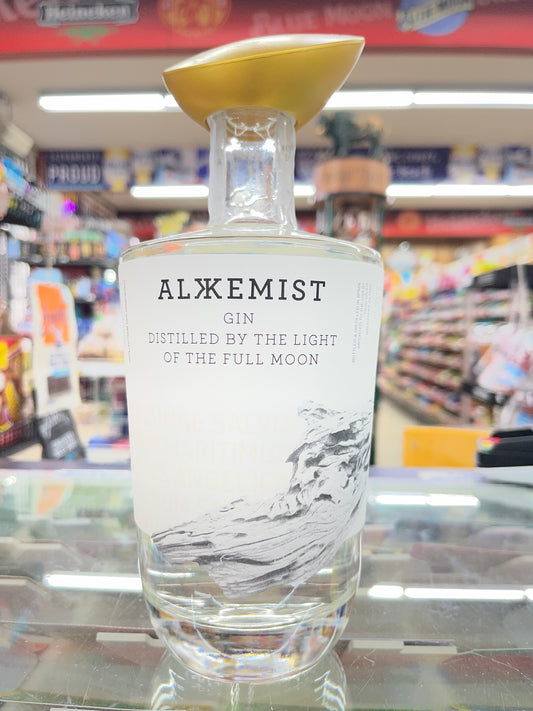 Heineken
BLUE MOON
PROUD
ALKKEMIST
GIN
DISTILLED BY THE LIGHT
OF THE FULL MOON